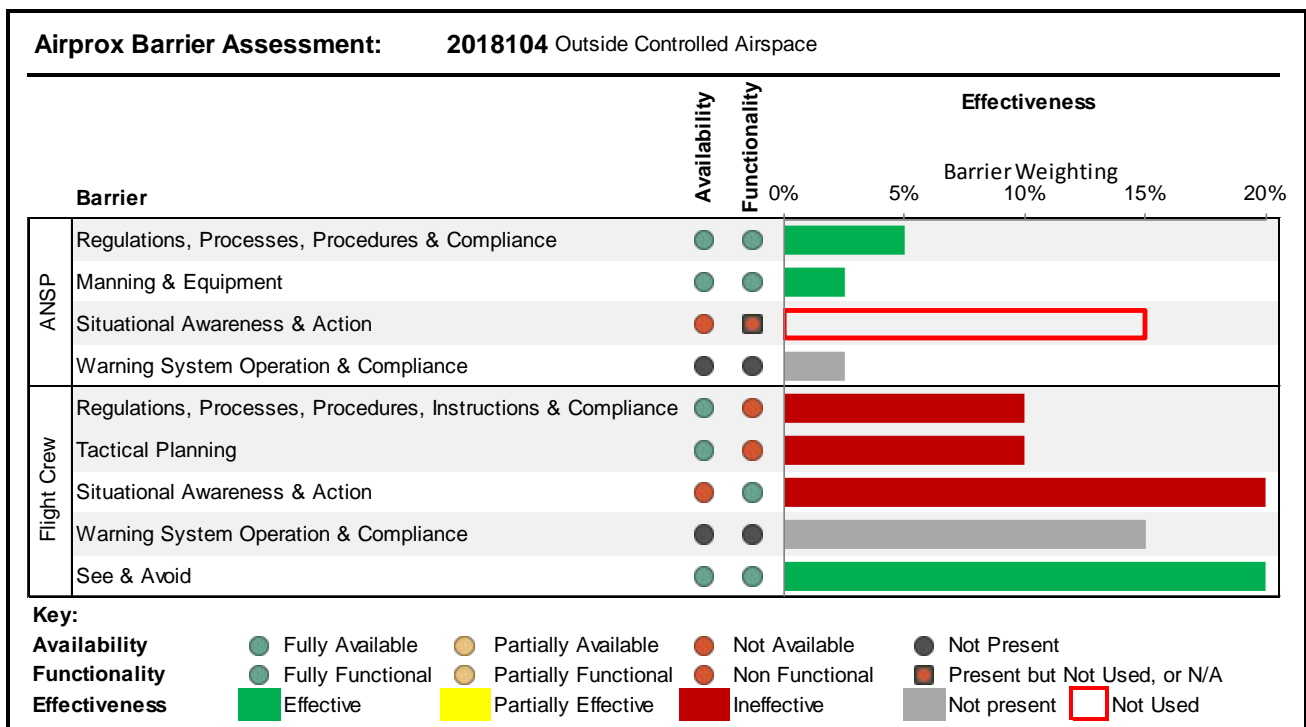 Airprox Barrier Assessment: 2018104 Outside Controlled Airspace
Availability
Functionality
Effectiveness
Barrier Weighting
Barrier
0% 5% 10% 15% 20%
ANSP
Regulations, Processes, Procedures & Compliance
Manning & Equipment
Situational Awareness & Action
Warning System Operation & Compliance
Flight Crew
Regulations, Processes, Procedures, Instructions & Compliance
Tactical Planning
Situational Awareness & Action
Warning System Operation & Compliance
See & Avoid
Key:
Availability Fully Available Partially Available Not Available Not Present
Functionality Fully Functional Partially Functional Non Functional Present but Not Used, or N/A
Effectiveness Effective Partially Effective Ineffective Not present Not Used